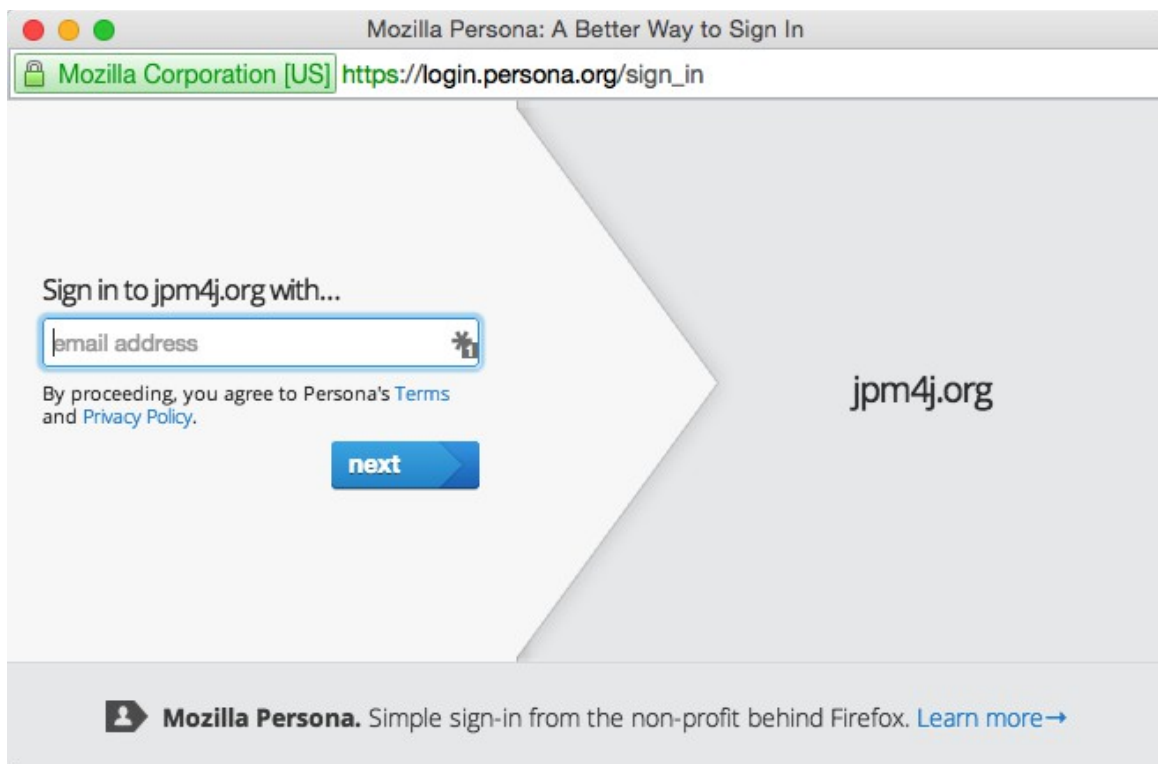 Mozilla Persona: A Better Way to Sign In
Mozilla Corporation [US] https://login.persona.org/sign_in
Sign in to jpm4j.org with...
email address 1
By proceeding, you agree to Persona's Terms
and Privacy Policy.
next
jpm4j.org
Mozilla Persona. Simple sign-in from the non-profit behind Firefox. Learn more→